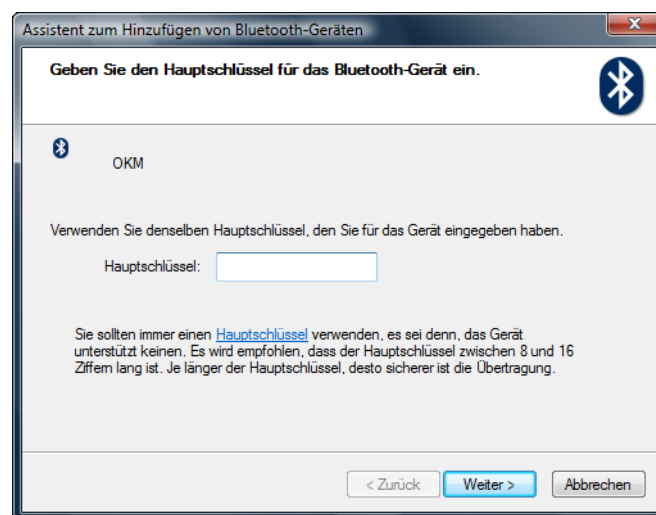 Assistent zum Hinzufügen von Bluetooth-Geräten
Geben Sie den Hauptschlüssel für das Bluetooth-Gerät ein.
OKM
Verwenden Sie denselben Hauptschlüssel, den Sie für das Gerät eingegeben haben.
Hauptschlüssel:
Sie sollten immer einen Hauptschlüssel verwenden, es sei denn, das Gerät
unterstützt keinen. Es wird empfohlen, dass der Hauptschlüssel zwischen 8 und 16
Ziffern lang ist. Je länger der Hauptschlüssel, desto sicherer ist die Übertragung.
< Zurück Weiter > Abbrechen